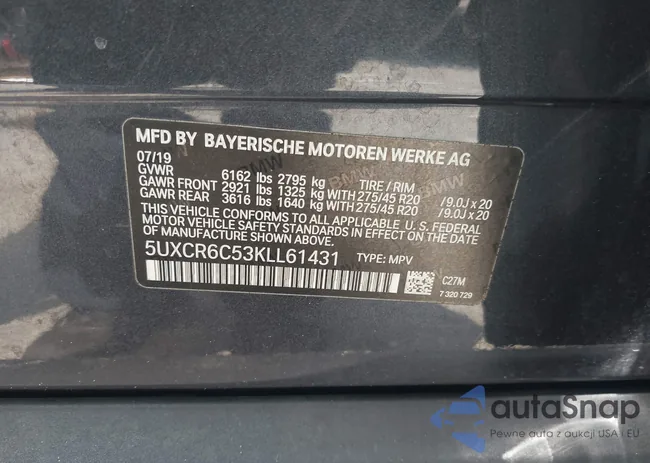 MFD BY BAYERISCHE MOTOREN WERKE AG
07/19
GVWR 6162 lbs 2795 kg TIRE / RIM
GAWR FRONT 2921 lbs 1325 kg WITH 275/45 R20 /9.0J x 20
GAWR REAR 3616 lbs 1640 kg WITH 275/45 R20 /9.0J x 20
THIS VEHICLE CONFORMS TO ALL APPLICABLE U.S. FEDERAL
MOTOR VEHICLE SAFETY STANDARDS IN EFFECT ON THE DATE
OF MANUFACTURE SHOWN ABOVE.
5UXCR6C53KLL61431 TYPE: MPV
C27M
7 320 729
autoSnap
Pewne auta z aukcji USA i EU